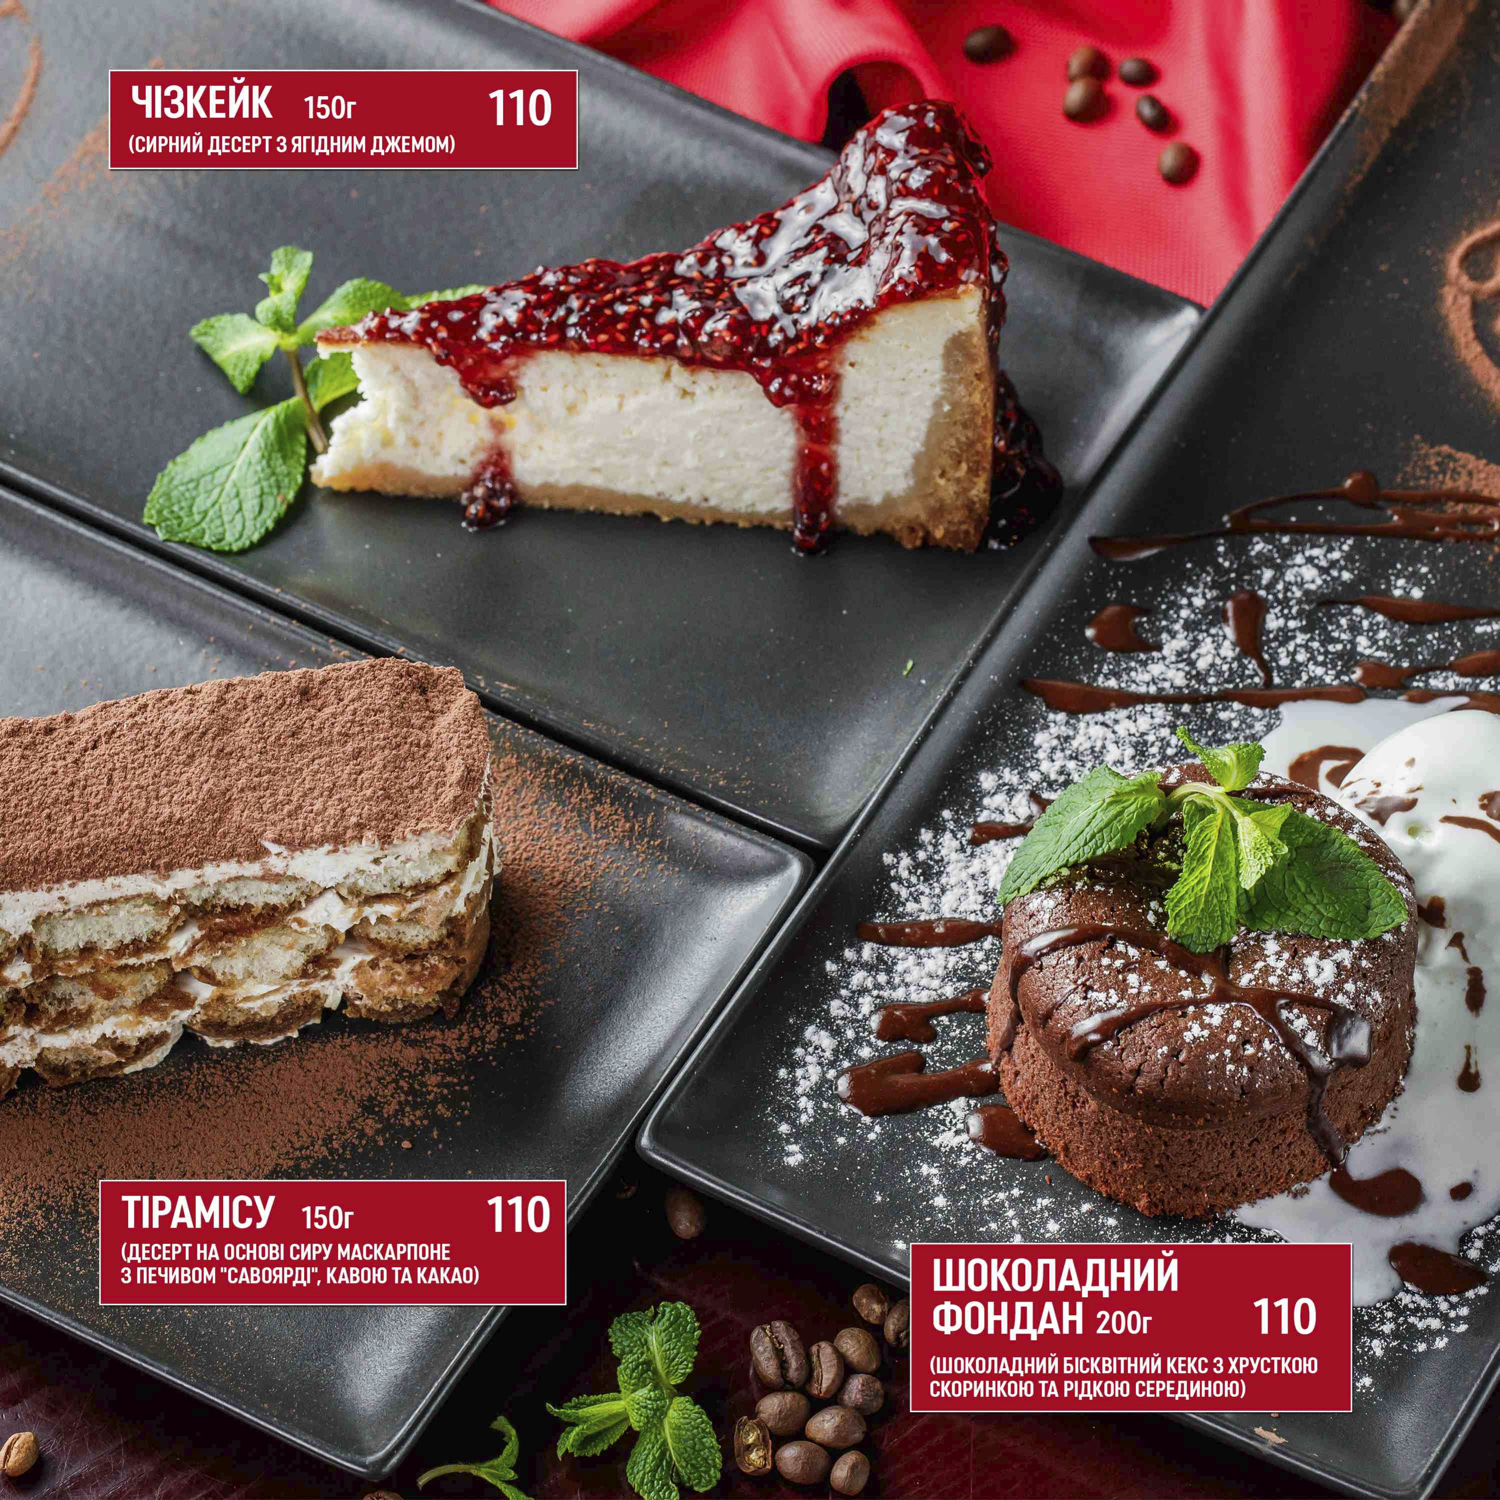 ЧІЗКЕЙК 150г 110
(СИРНИЙ ДЕСЕРТ З ЯГІДНИМ ДЖЕМОМ)
ТІРАМІСУ 150г 110
(ДЕСЕРТ НА ОСНОВІ СИРУ МАСКАРПОНЕ
З ПЕЧИВОМ "САВОЯРДІ", КАВОЮ ТА КАКАО)
ШОКОЛАДНИЙ
ФОНДАН 200г 110
(ШОКОЛАДНИЙ БІСКВІТНИЙ КЕКС З ХРУСТКОЮ
СКОРИНКОЮ ТА РІДКОЮ СЕРЕДИНОЮ)